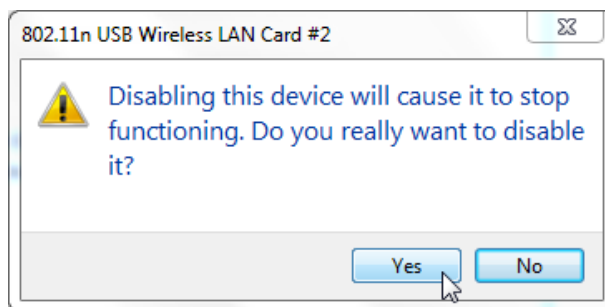 802.11n USB Wireless LAN Card #2
Disabling this device will cause it to stop
functioning. Do you really want to disable
it?
Yes
No